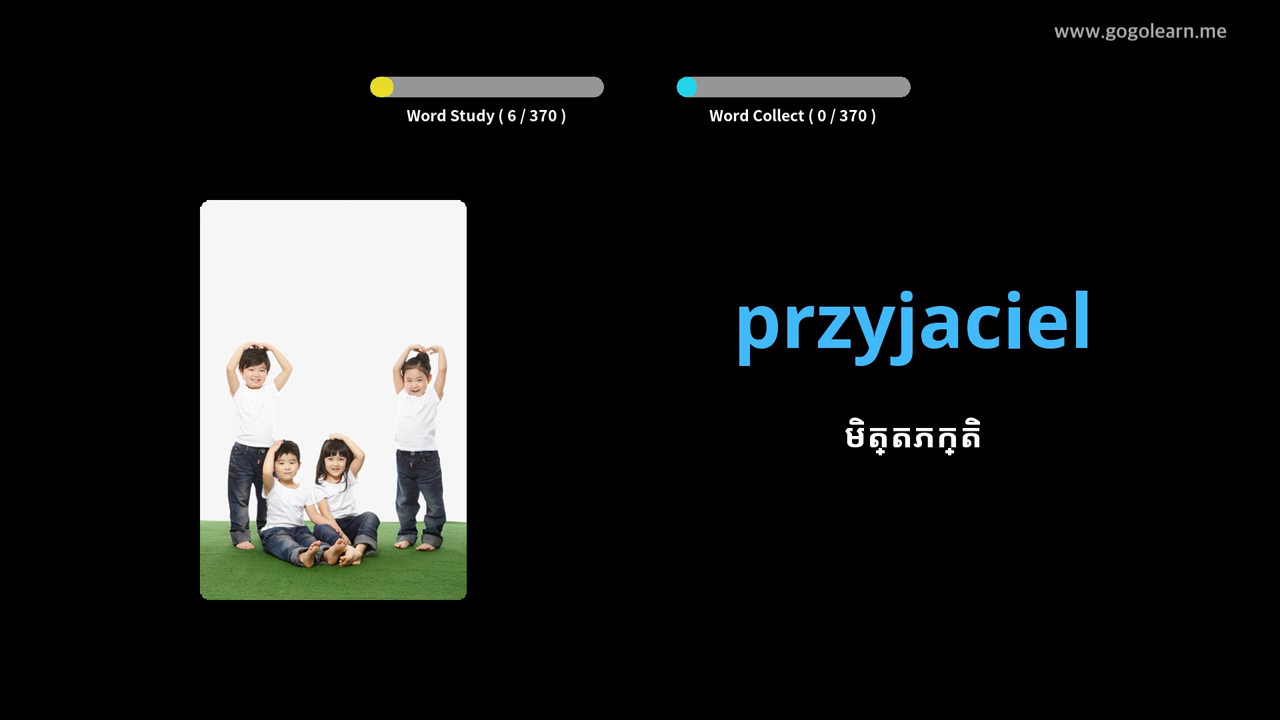 www.gogolearn.me
Word Study ( 6 / 370 )
Word Collect ( 0 / 370 )
przyjaciel
មិត្តភក្តិ